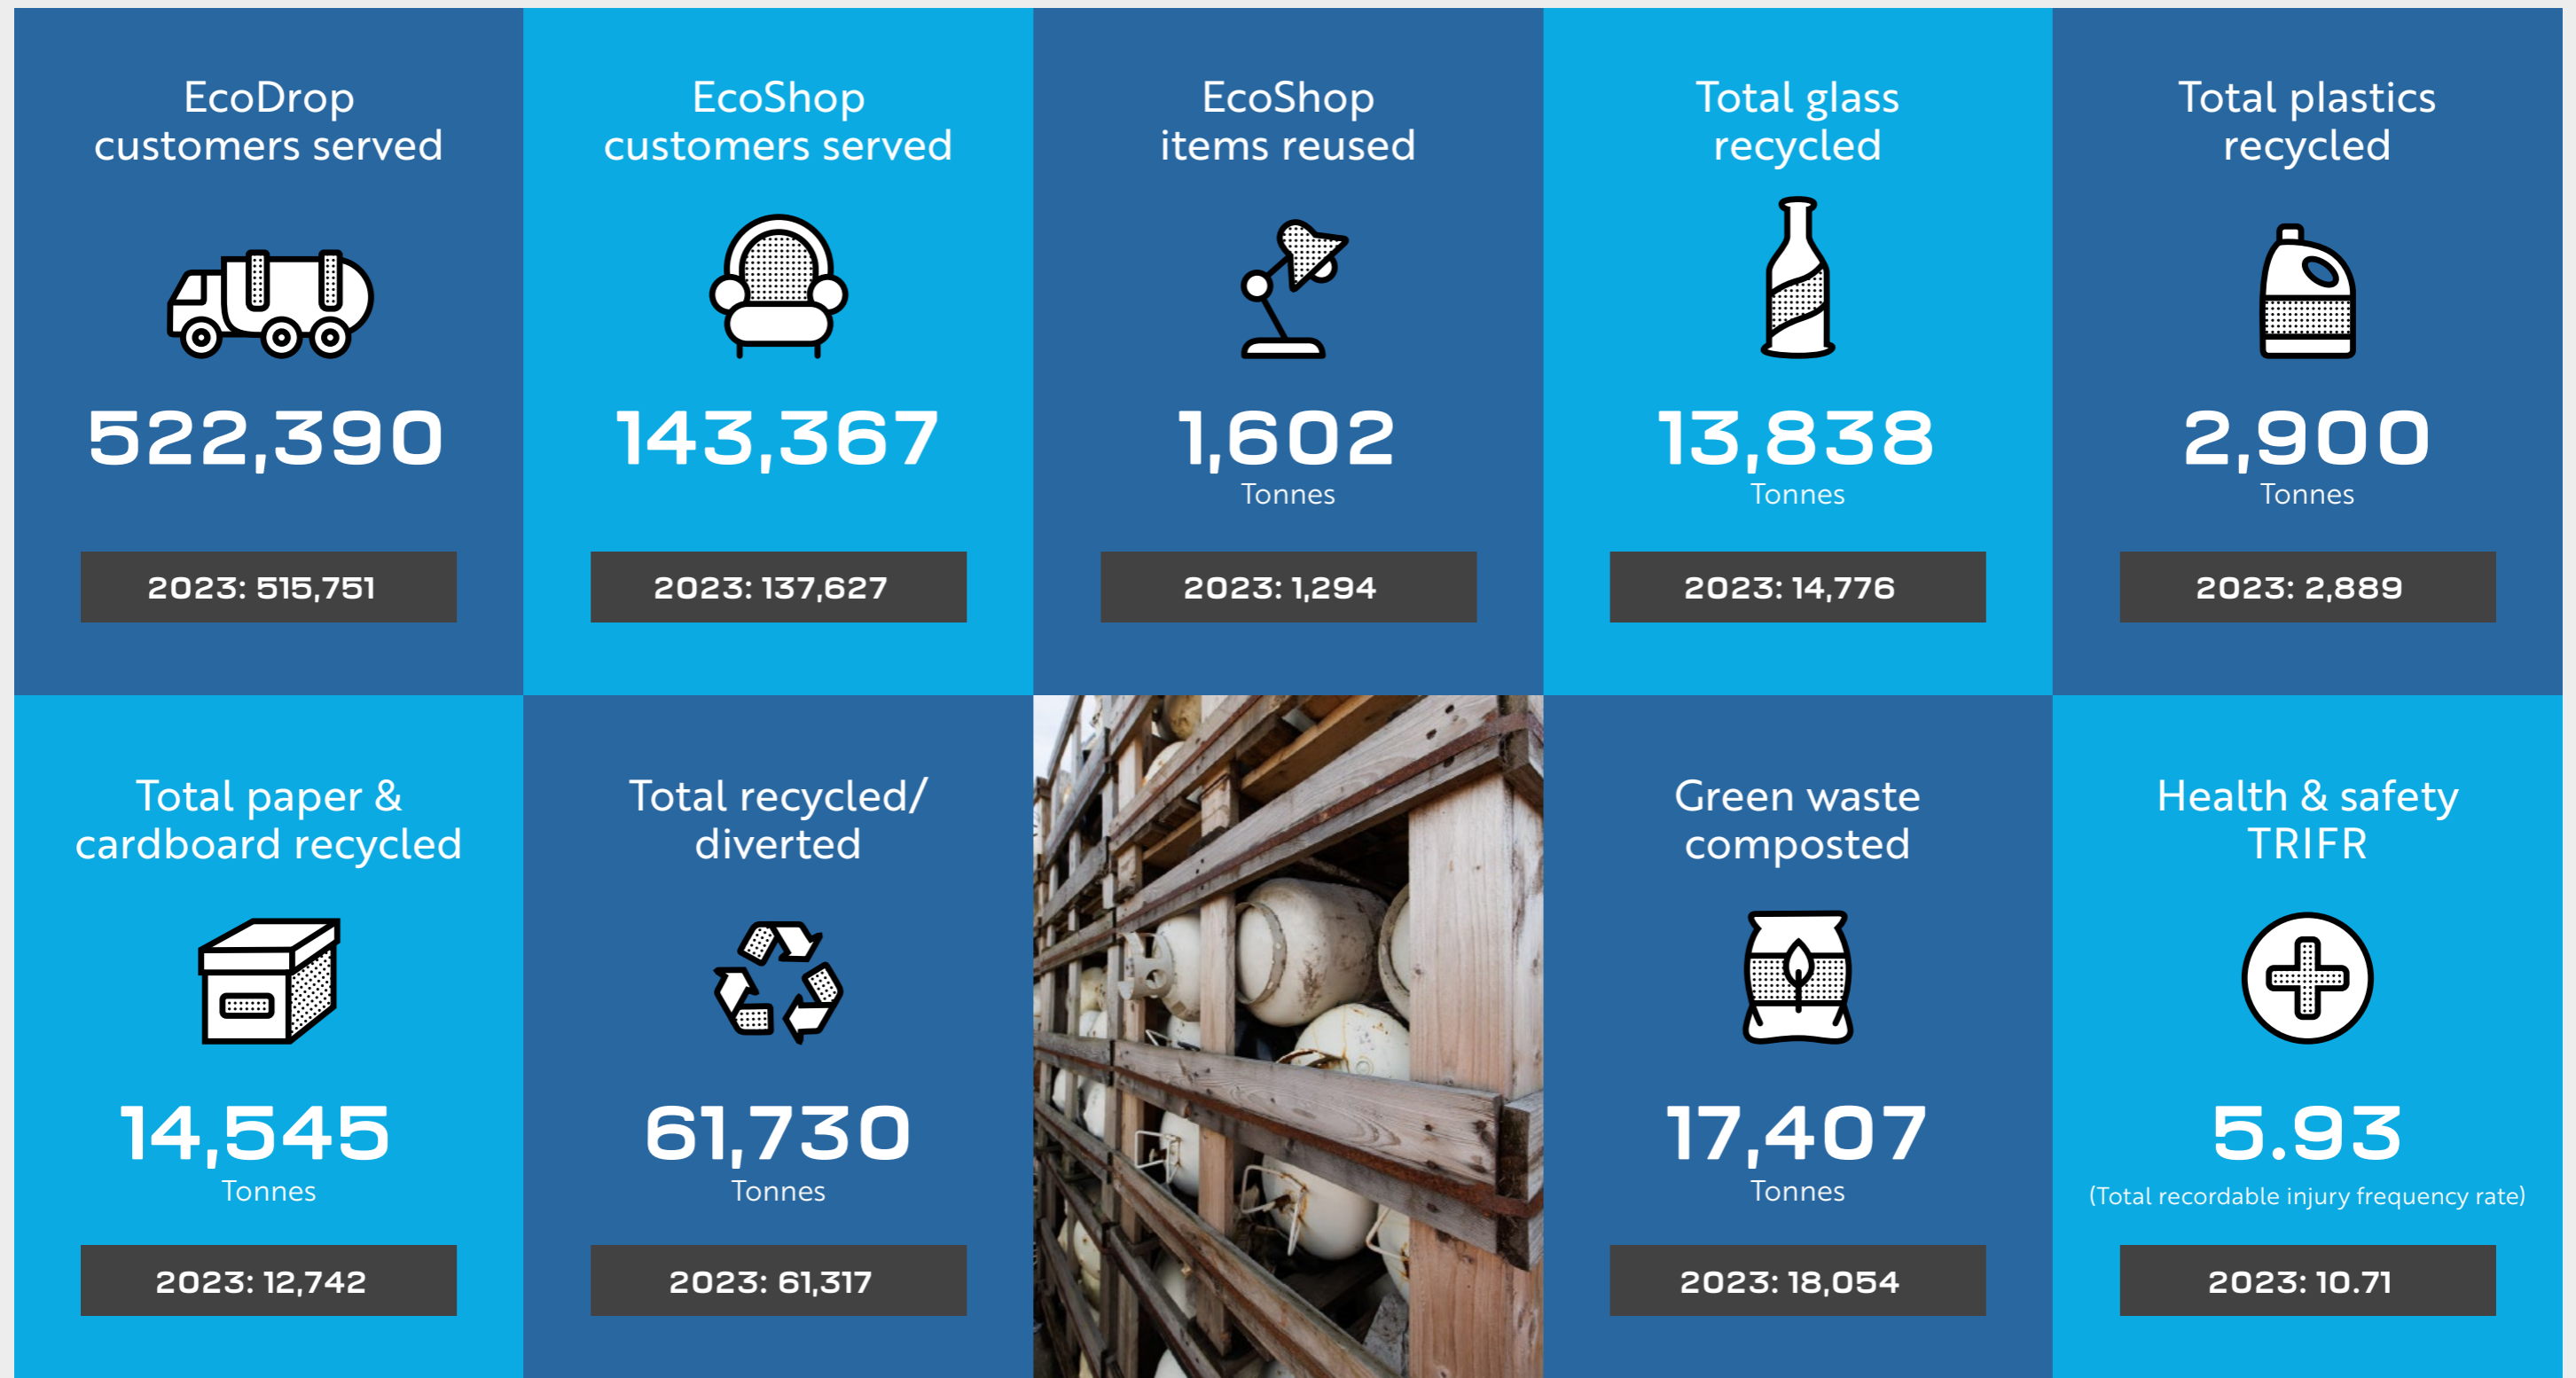 EcoDrop
customers served
522,390
2023: 515,751
EcoShop
customers served
143,367
2023: 137,627
EcoShop
items reused
1,602
Tonnes
2023: 1,294
Total glass
recycled
13,838
Tonnes
2023: 14,776
Total plastics
recycled
2,900
Tonnes
2023: 2,889
Total paper &
cardboard recycled
14,545
Tonnes
2023: 12,742
Total recycled/
diverted
61,730
Tonnes
2023: 61,317
Green waste
composted
17,407
Tonnes
2023: 18,054
Health & safety
TRIFR
5.93
(Total recordable injury frequency rate)
2023: 10.71